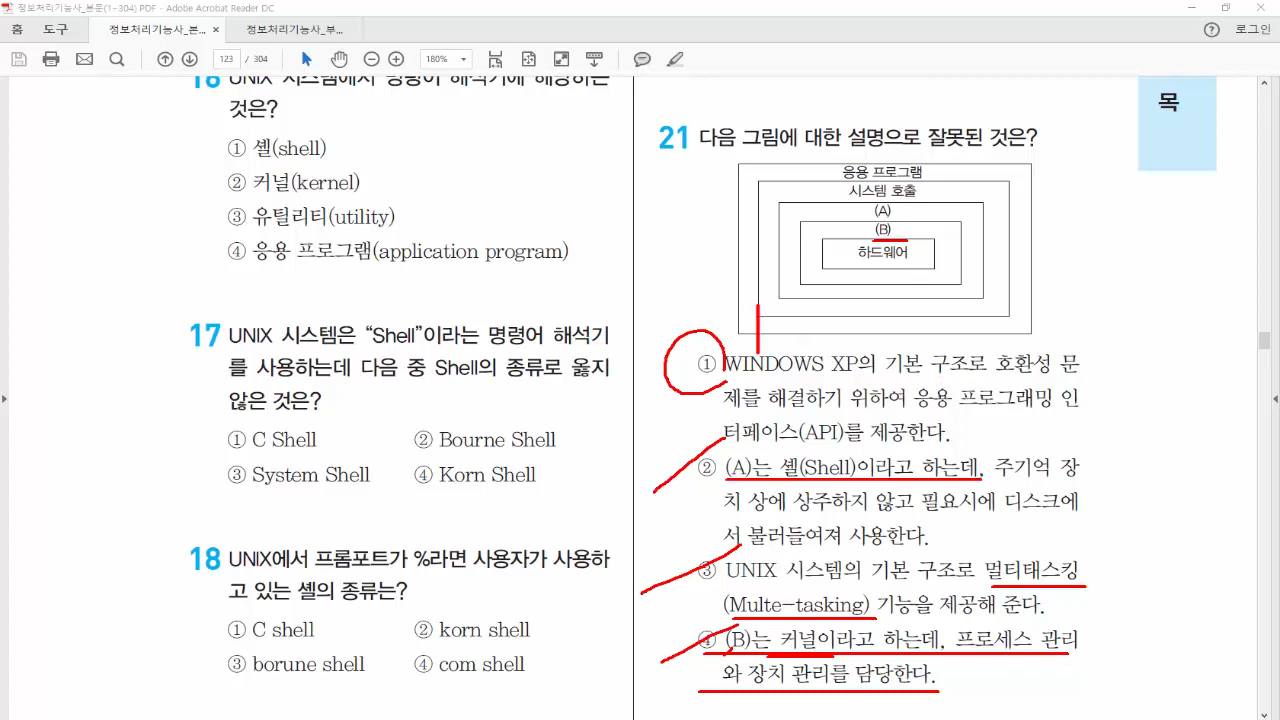 정보처리기능사_본문(1-304) PDF - Adobe Acrobat Reader DC
홈 도구 정보처리기능사_본... × 정보처리기능사_부... 로그인
123 / 304 180%
16 UNIX 시스템에서 명령어 해석기에 해당하는
것은?
① 셸(shell)
② 커널(kernel)
③ 유틸리티(utility)
④ 응용 프로그램(application program)
17 UNIX 시스템은 “Shell”이라는 명령어 해석기
를 사용하는데 다음 중 Shell의 종류로 옳지
않은 것은?
① C Shell ② Bourne Shell
③ System Shell ④ Korn Shell
18 UNIX에서 프롬포트가 %라면 사용자가 사용하
고 있는 셸의 종류는?
① C shell ② korn shell
③ borune shell ④ com shell
목
21 다음 그림에 대한 설명으로 잘못된 것은?
응용 프로그램
시스템 호출
(A)
(B)
하드웨어
① WINDOWS XP의 기본 구조로 호환성 문
제를 해결하기 위하여 응용 프로그래밍 인
터페이스(API)를 제공한다.
② (A)는 셸(Shell)이라고 하는데, 주기억 장
치 상에 상주하지 않고 필요시에 디스크에
서 불러들여져 사용한다.
③ UNIX 시스템의 기본 구조로 멀티태스킹
(Multe-tasking) 기능을 제공해 준다.
④ (B)는 커널이라고 하는데, 프로세스 관리
와 장치 관리를 담당한다.